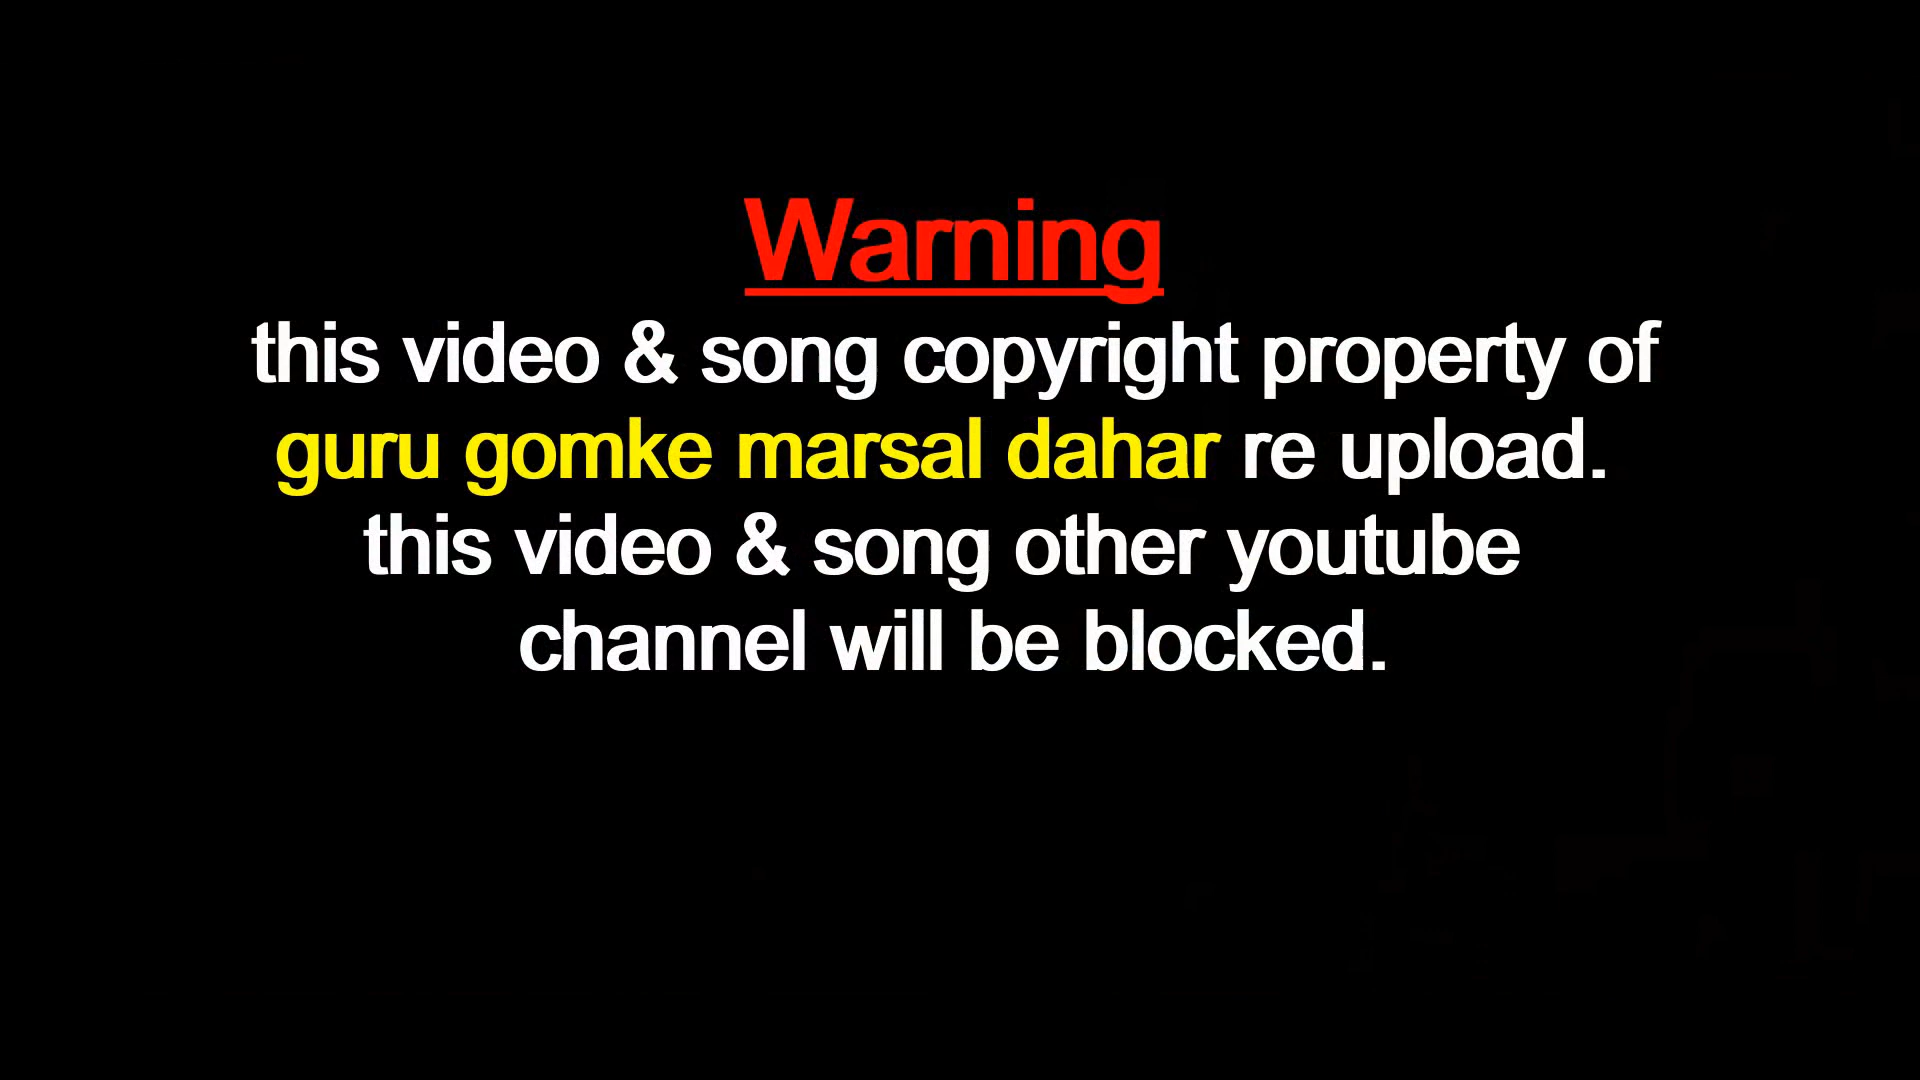 Warning
this video & song copyright property of
guru gomke marsal dahar re upload.
this video & song other youtube
channel will be blocked.